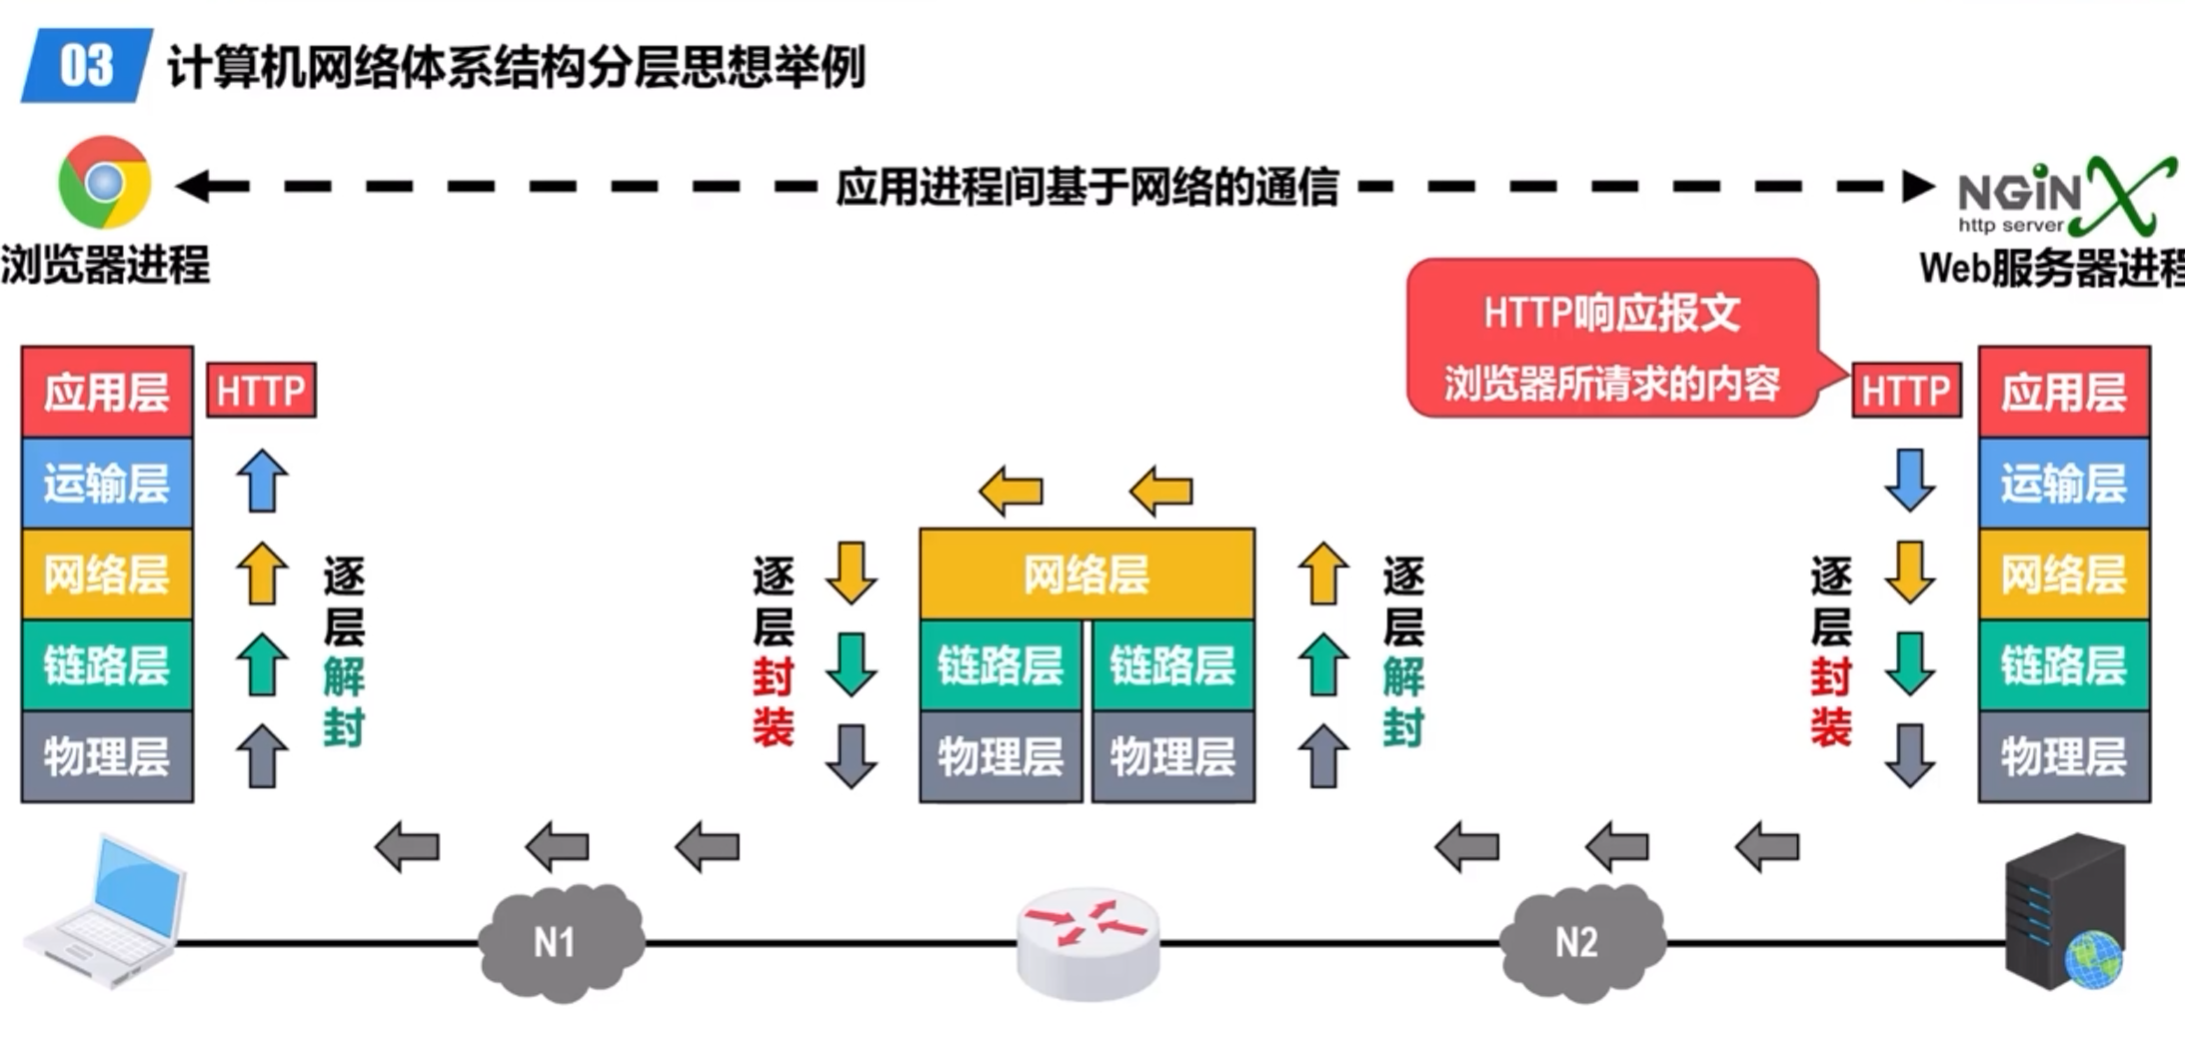 03 计算机网络体系结构分层思想举例
应用进程间基于网络的通信
NGiNX
http server
浏览器进程
Web服务器进程
HTTP响应报文
浏览器所请求的内容
应用层 HTTP
HTTP 应用层
运输层
运输层
网络层
逐层解封
逐层封装
网络层
逐层解封
逐层封装
网络层
链路层
链路层 链路层
链路层
物理层
物理层 物理层
物理层
N1
N2